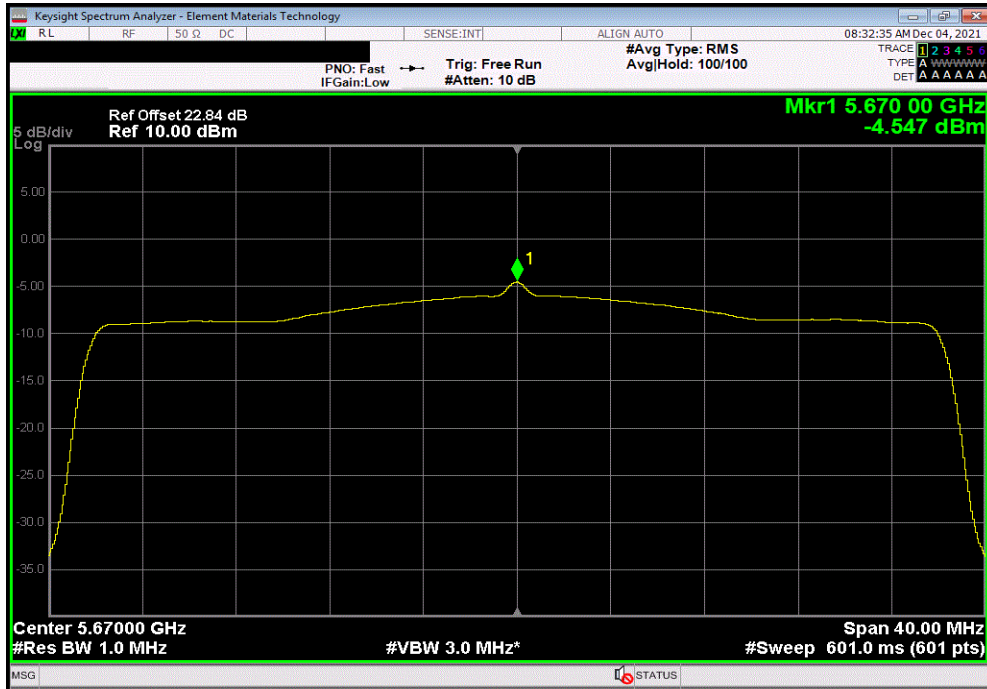 Keysight Spectrum Analyzer - Element Materials Technology
LXI RL RF 50 Ω DC SENSE:INT ALIGN AUTO 08:32:35 AM Dec 04, 2021
PNO: Fast Trig: Free Run #Avg Type: RMS TRACE 1 2 3 4 5 6
IFGain:Low #Atten: 10 dB Avg|Hold: 100/100 TYPE A WWWWW
DET A A A A A A
Mkr1 5.670 00 GHz
-4.547 dBm
Ref Offset 22.84 dB
5 dB/div Ref 10.00 dBm
Log
1
5.00
0.00
-5.00
-10.0
-15.0
-20.0
-25.0
-30.0
-35.0
Center 5.67000 GHz Span 40.00 MHz
#Res BW 1.0 MHz #VBW 3.0 MHz* #Sweep 601.0 ms (601 pts)
MSG STATUS